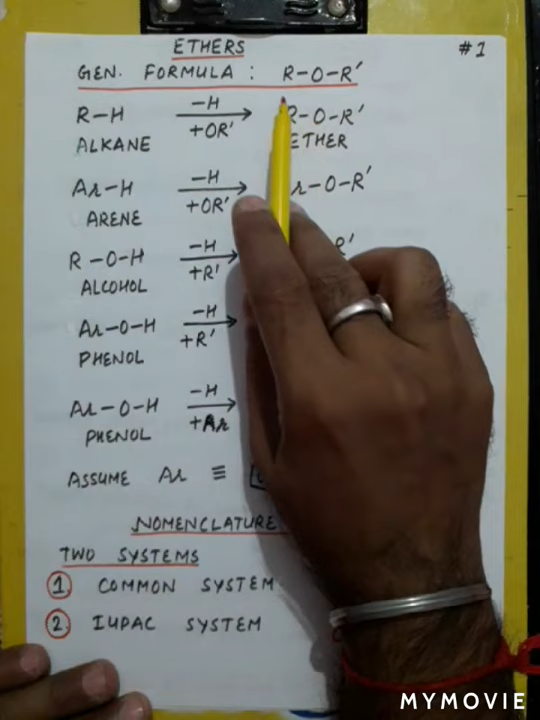 ETHERS #1
GEN. FORMULA : R-O-R'
R-H -H +OR' R-O-R'
ALKANE ETHER
Ar-H -H +OR' r-O-R'
ARENE
R-O-H -H +R' R'
ALCOHOL
Ar-O-H -H +R'
PHENOL
Ar-O-H -H +Ar
PHENOL
ASSUME Ar ≡
NOMENCLATURE
TWO SYSTEMS
1 COMMON SYSTEM
2 IUPAC SYSTEM
MYMOVIE